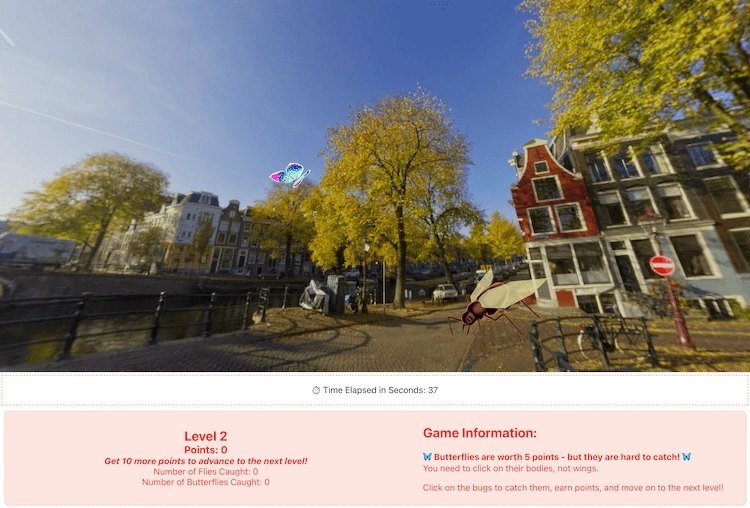 ⏱ Time Elapsed in Seconds: 37
Level 2
Points: 0
Get 10 more points to advance to the next level!
Number of Flies Caught: 0
Number of Butterflies Caught: 0
Game Information:
🦋 Butterflies are worth 5 points - but they are hard to catch! 🦋
You need to click on their bodies, not wings.
Click on the bugs to catch them, earn points, and move on to the next level!